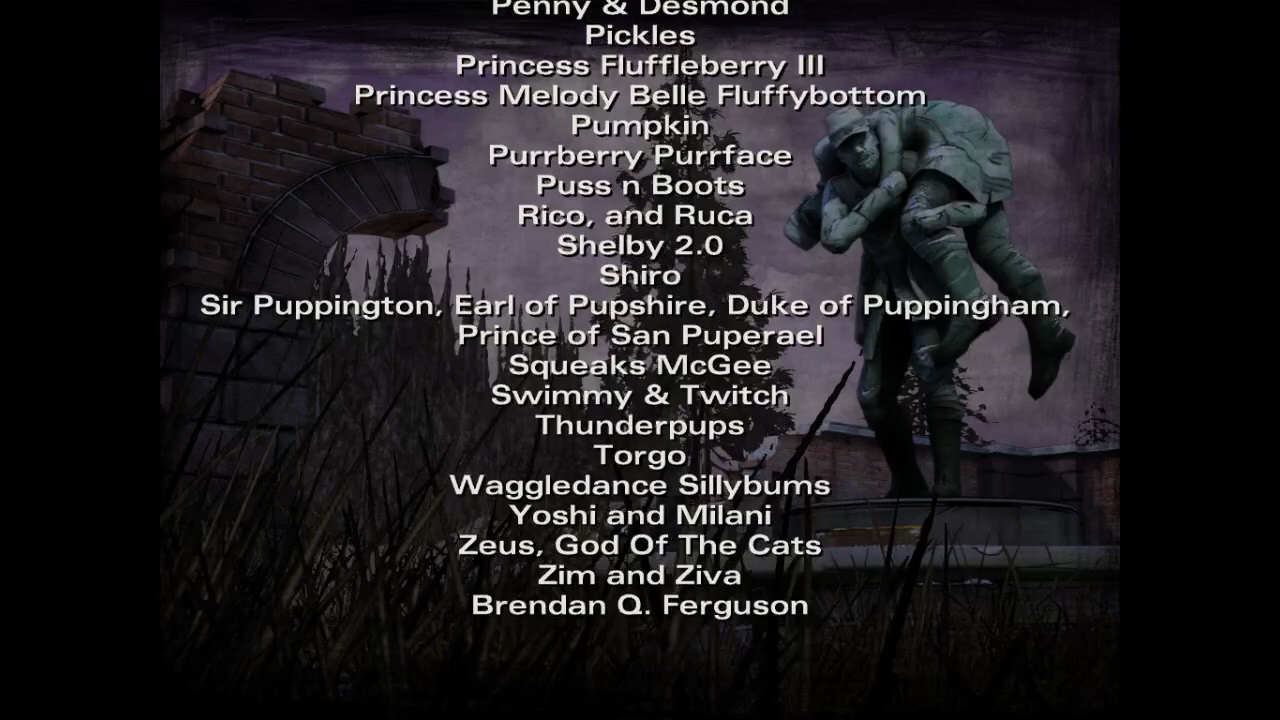 Penny & Desmond
Pickles
Princess Fluffleberry III
Princess Melody Belle Fluffybottom
Pumpkin
Purrberry Purrface
Puss n Boots
Rico, and Ruca
Shelby 2.0
Shiro
Sir Puppington, Earl of Pupshire, Duke of Puppingham,
Prince of San Puperael
Squeaks McGee
Swimmy & Twitch
Thunderpups
Torgo
Waggledance Sillybums
Yoshi and Milani
Zeus, God Of The Cats
Zim and Ziva
Brendan Q. Ferguson